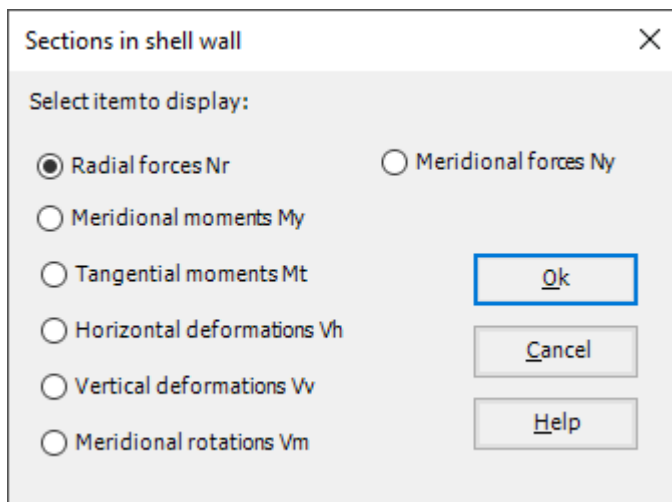 Sections in shell wall
Select item to display:
Radial forces Nr
Meridional forces Ny
Meridional moments My
Tangential moments Mt
Ok
Horizontal deformations Vh
Cancel
Vertical deformations Vv
Help
Meridional rotations Vm